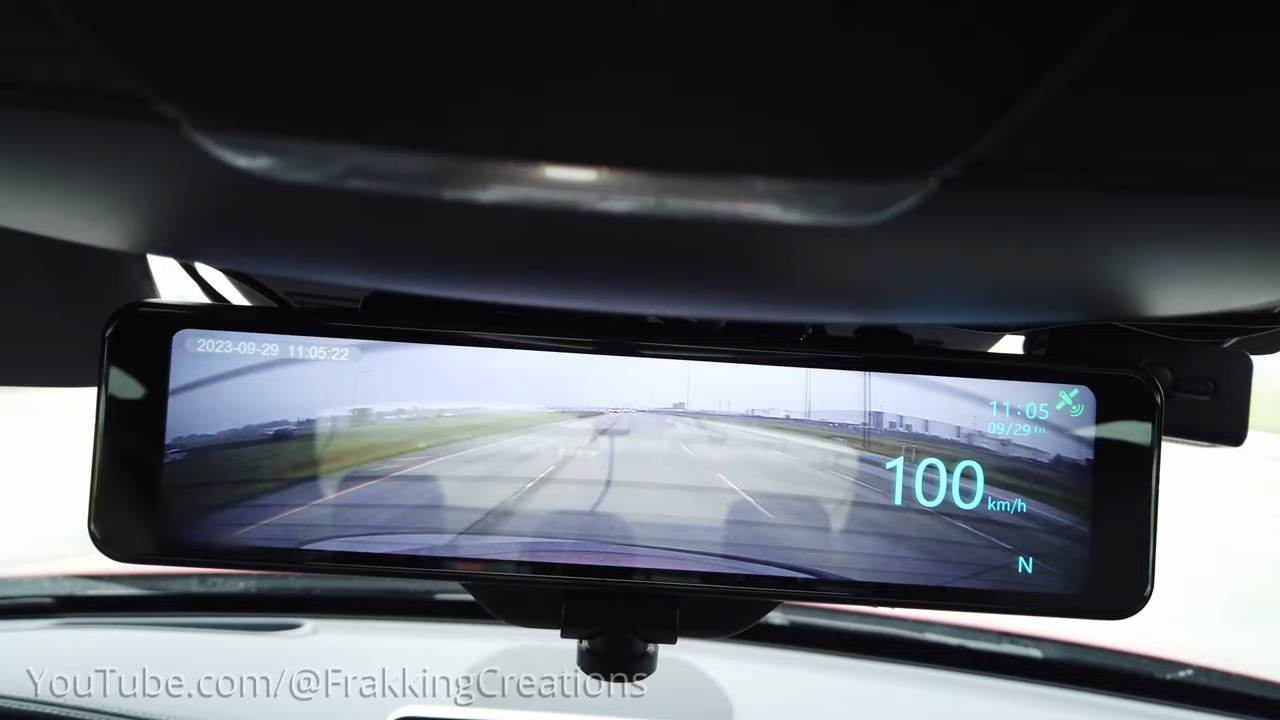 2023-09-29 11:05:22
11:05
09/29 Fri.
100 km/h
N
YouTube.com/@FrakkingCreations